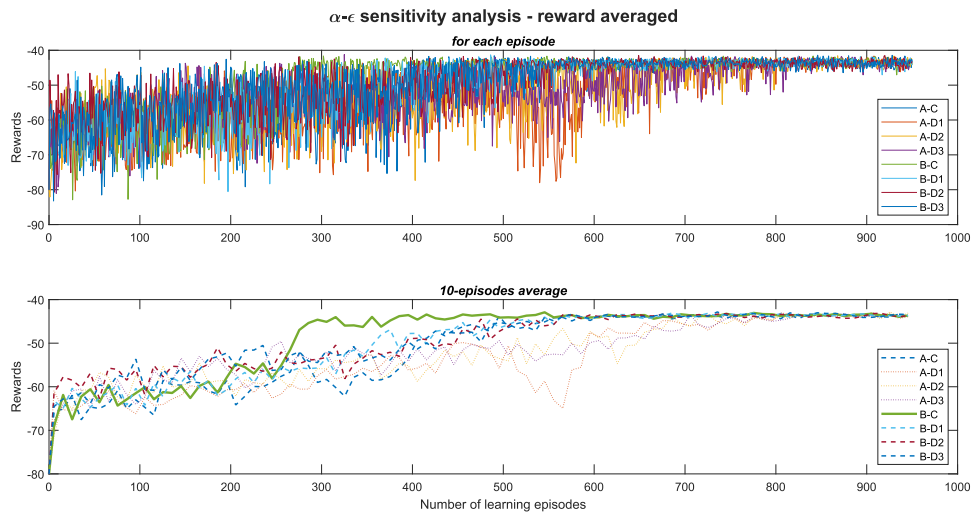 α-ϵ sensitivity analysis - reward averaged
for each episode
Rewards
-40
-50
-60
-70
-80
-90
0 100 200 300 400 500 600 700 800 900 1000
A-C
A-D1
A-D2
A-D3
B-C
B-D1
B-D2
B-D3
10-episodes average
Rewards
-40
-50
-60
-70
-80
0 100 200 300 400 500 600 700 800 900 1000
Number of learning episodes
A-C
A-D1
A-D2
A-D3
B-C
B-D1
B-D2
B-D3